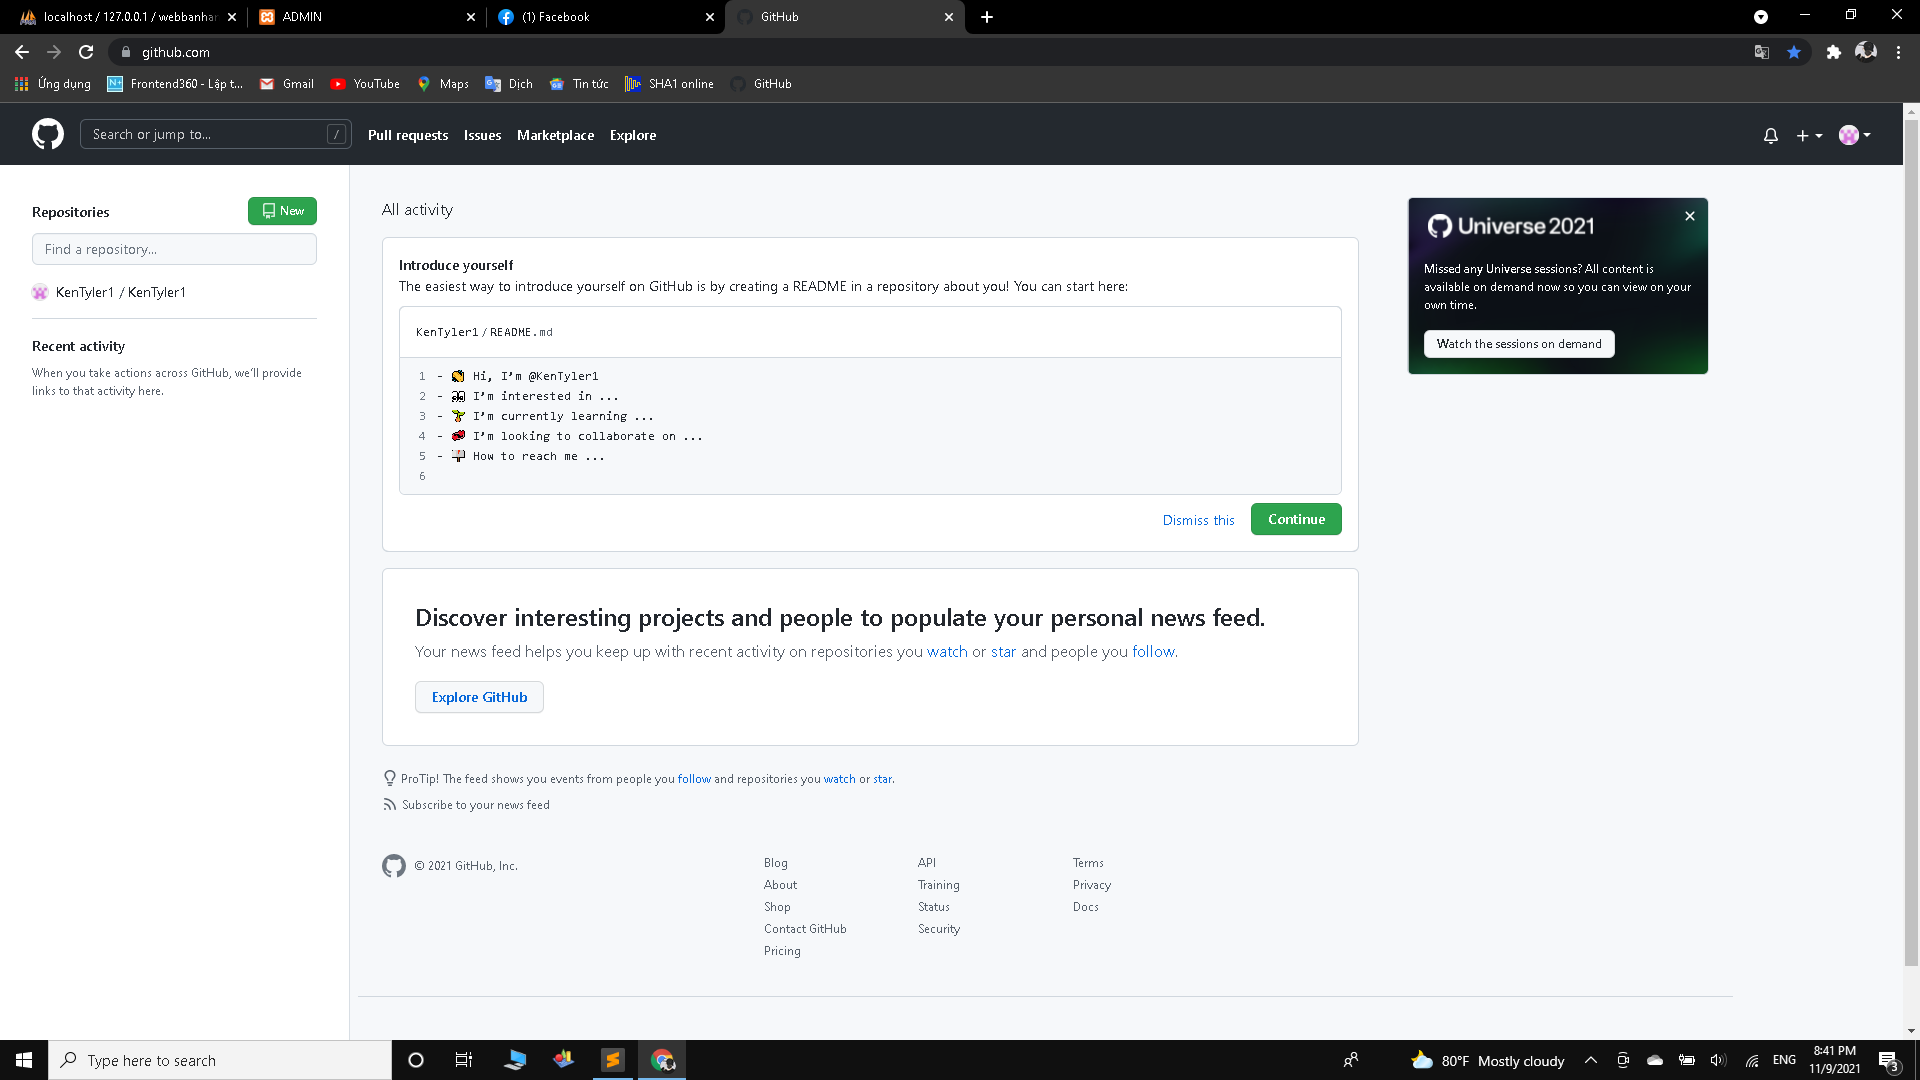 localhost / 127.0.0.1 / webbanhan
ADMIN
(1) Facebook
GitHub
github.com
Ứng dụng
Frontend360 - Lập t...
Gmail
YouTube
Maps
Dịch
Tin tức
SHA1 online
GitHub
Search or jump to...
/
Pull requests
Issues
Marketplace
Explore
Repositories
New
Find a repository...
KenTyler1 / KenTyler1
Recent activity
When you take actions across GitHub, we'll provide
links to that activity here.
All activity
Introduce yourself
The easiest way to introduce yourself on GitHub is by creating a README in a repository about you! You can start here:
KenTyler1 / README.md
1 - 👋 Hi, I'm @KenTyler1
2 - 👀 I'm interested in ...
3 - 🌱 I'm currently learning ...
4 - 💞️ I'm looking to collaborate on ...
5 - 📫 How to reach me ...
6
Dismiss this
Continue
Universe 2021
Missed any Universe sessions? All content is
available on demand now so you can view on your
own time.
Watch the sessions on demand
Discover interesting projects and people to populate your personal news feed.
Your news feed helps you keep up with recent activity on repositories you watch or star and people you follow.
Explore GitHub
ProTip! The feed shows you events from people you follow and repositories you watch or star.
Subscribe to your news feed
© 2021 GitHub, Inc.
Blog
About
Shop
Contact GitHub
Pricing
API
Training
Status
Security
Terms
Privacy
Docs
Type here to search
80°F Mostly cloudy
ENG
8:41 PM
11/9/2021
3